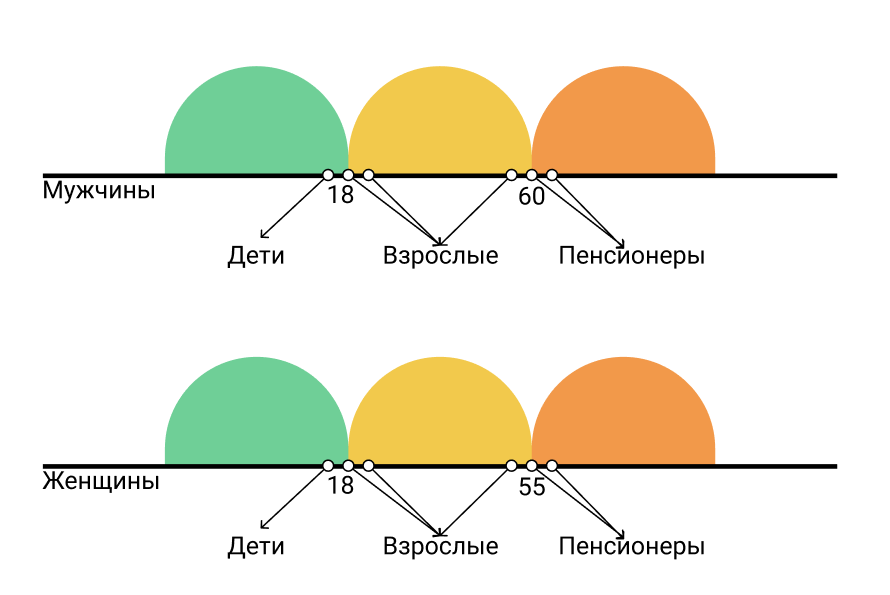 Мужчины
18
60
Дети
Взрослые
Пенсионеры
Женщины
18
55
Дети
Взрослые
Пенсионеры